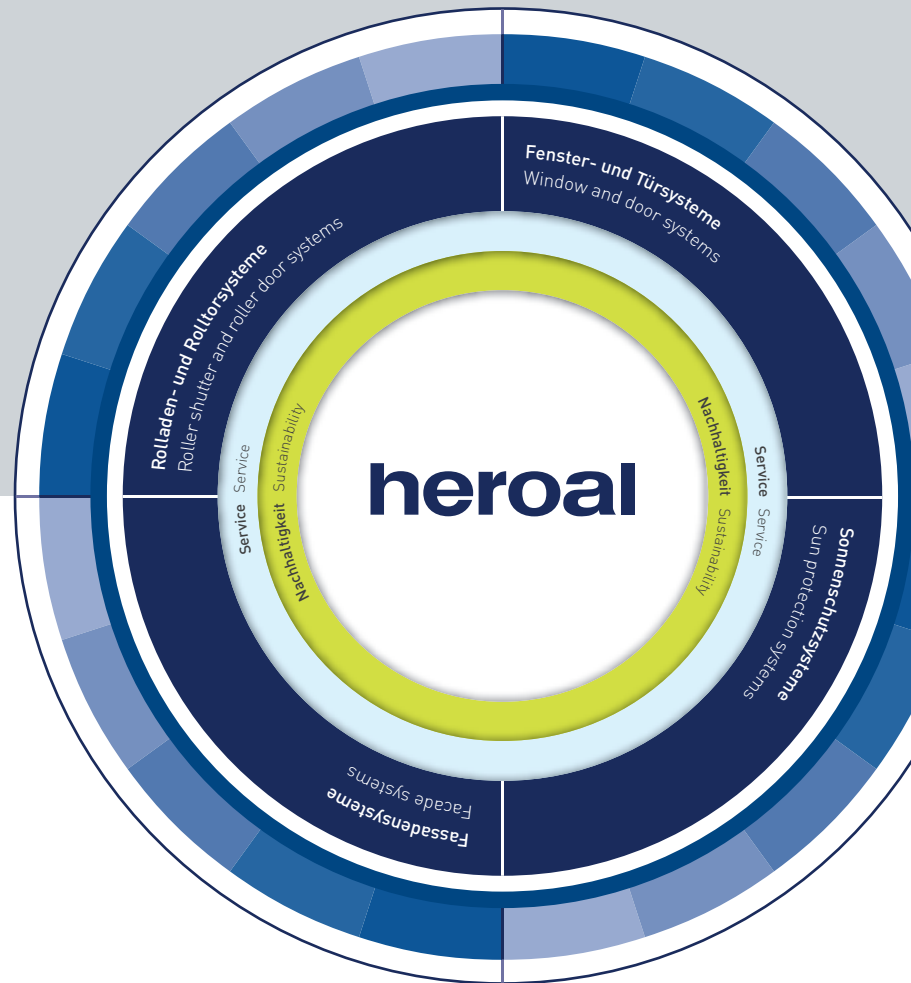 Fenster- und Türsysteme
Window and door systems
Rolladen- und Rolltorsysteme
Roller shutter and roller door systems
Service Service
Nachhaltigkeit Sustainability
heroal
Nachhaltigkeit Sustainability
Service Service
Sonnenschutzsysteme
Sun protection systems
Fassadensysteme
Facade systems